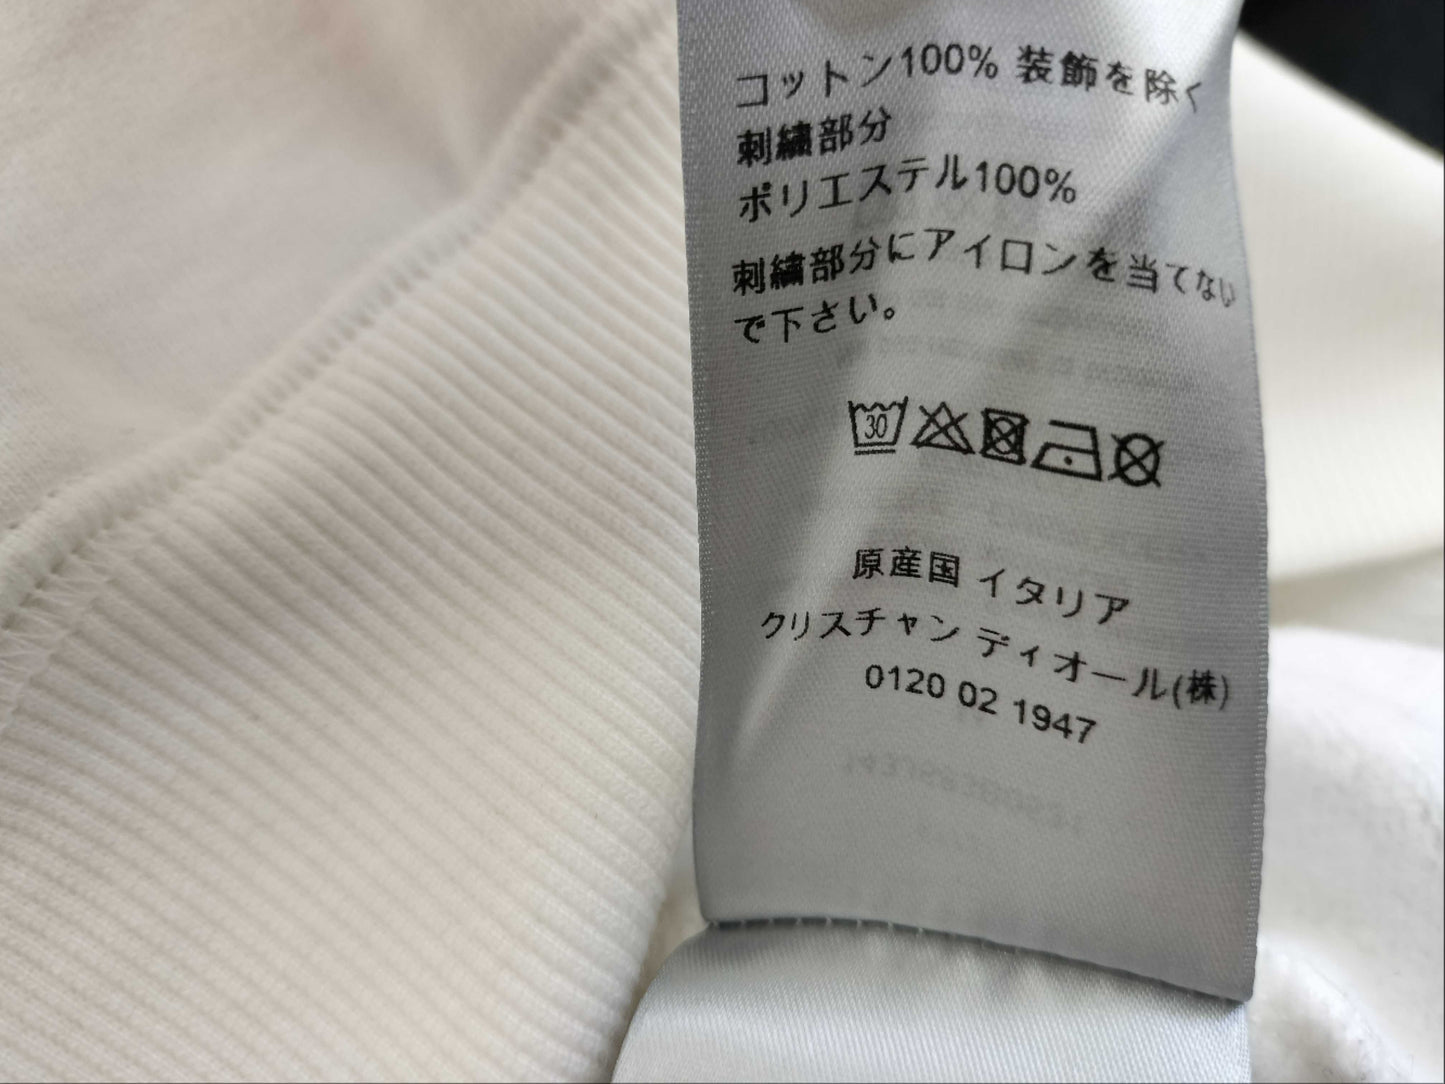 コットン100% 装飾を除く
刺繍部分
ポリエステル100%
刺繍部分にアイロンを当てない
で下さい。
30
原産国 イタリア
クリスチャン ディオール(株)
0120 02 1947